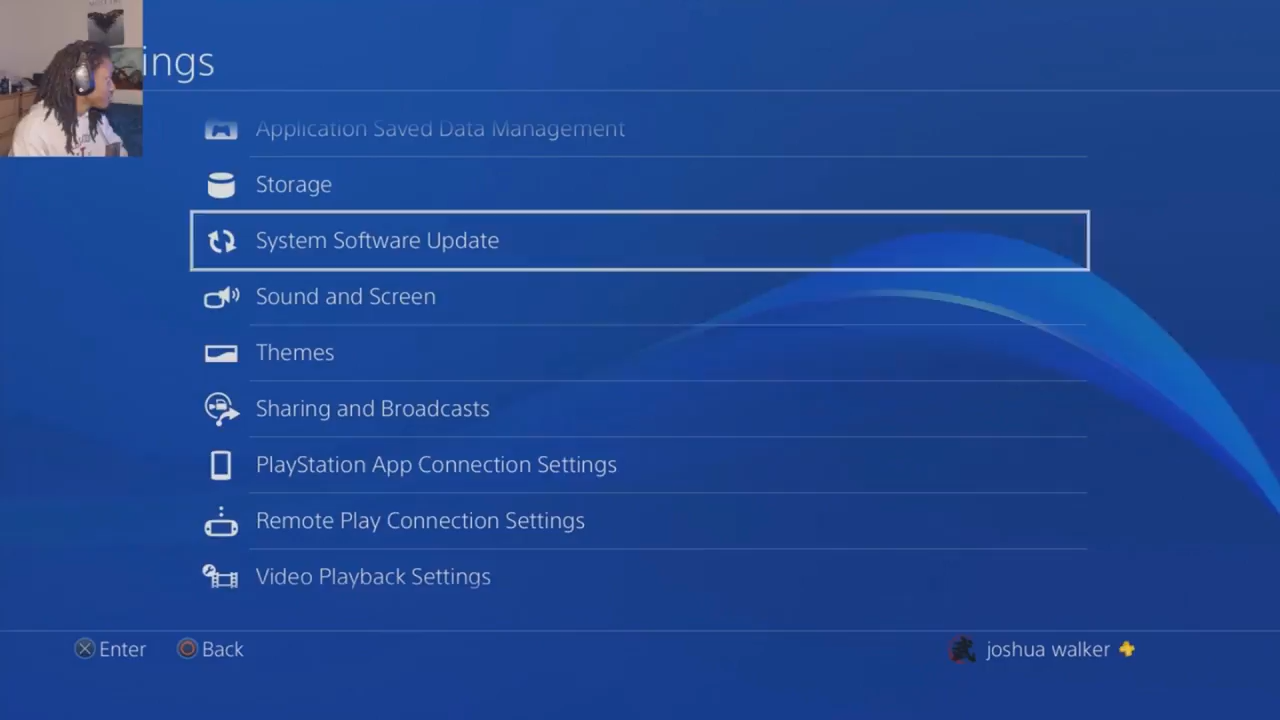 ings
Application Saved Data Management
Storage
System Software Update
Sound and Screen
Themes
Sharing and Broadcasts
PlayStation App Connection Settings
Remote Play Connection Settings
Video Playback Settings
Enter
Back
joshua walker